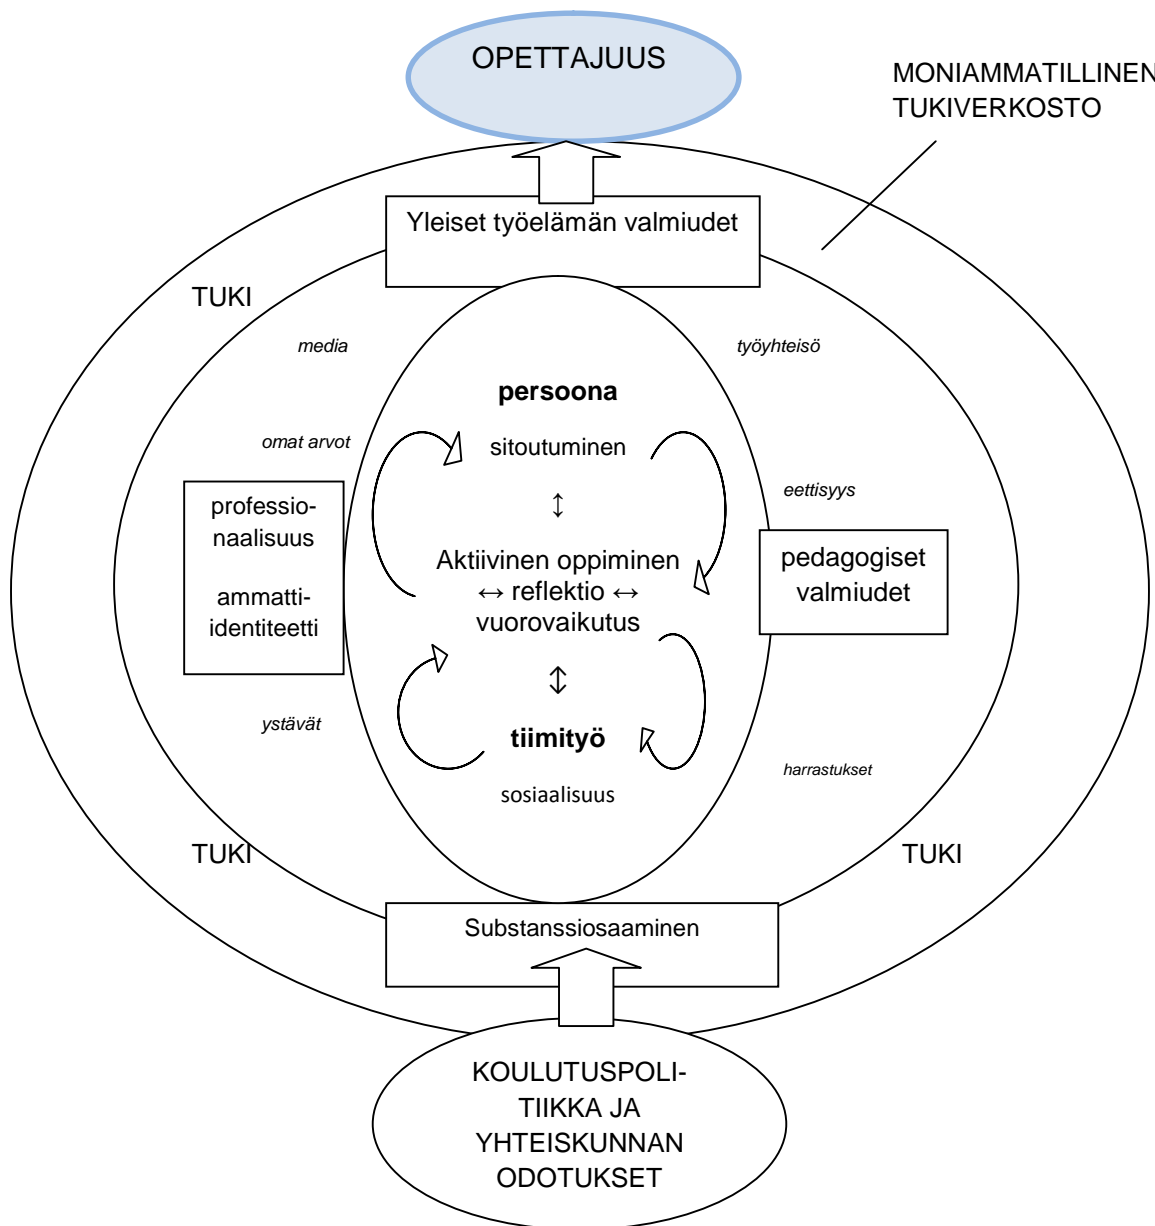 OPETTAJUUS
MONIAMMATILLINEN
TUKIVERKOSTO
Yleiset työelämän valmiudet
TUKI
media
työyhteisö
persoona
omat arvot
sitoutuminen
↕
eettisyys
professio-
naalisuus
ammatti-
identiteetti
Aktiivinen oppiminen
↔ reflektio ↔
vuorovaikutus
pedagogiset
valmiudet
↕
ystävät
tiimityö
harrastukset
sosiaalisuus
TUKI
TUKI
Substanssiosaaminen
KOULUTUSPOLI-
TIIKKA JA
YHTEISKUNNAN
ODOTUKSET